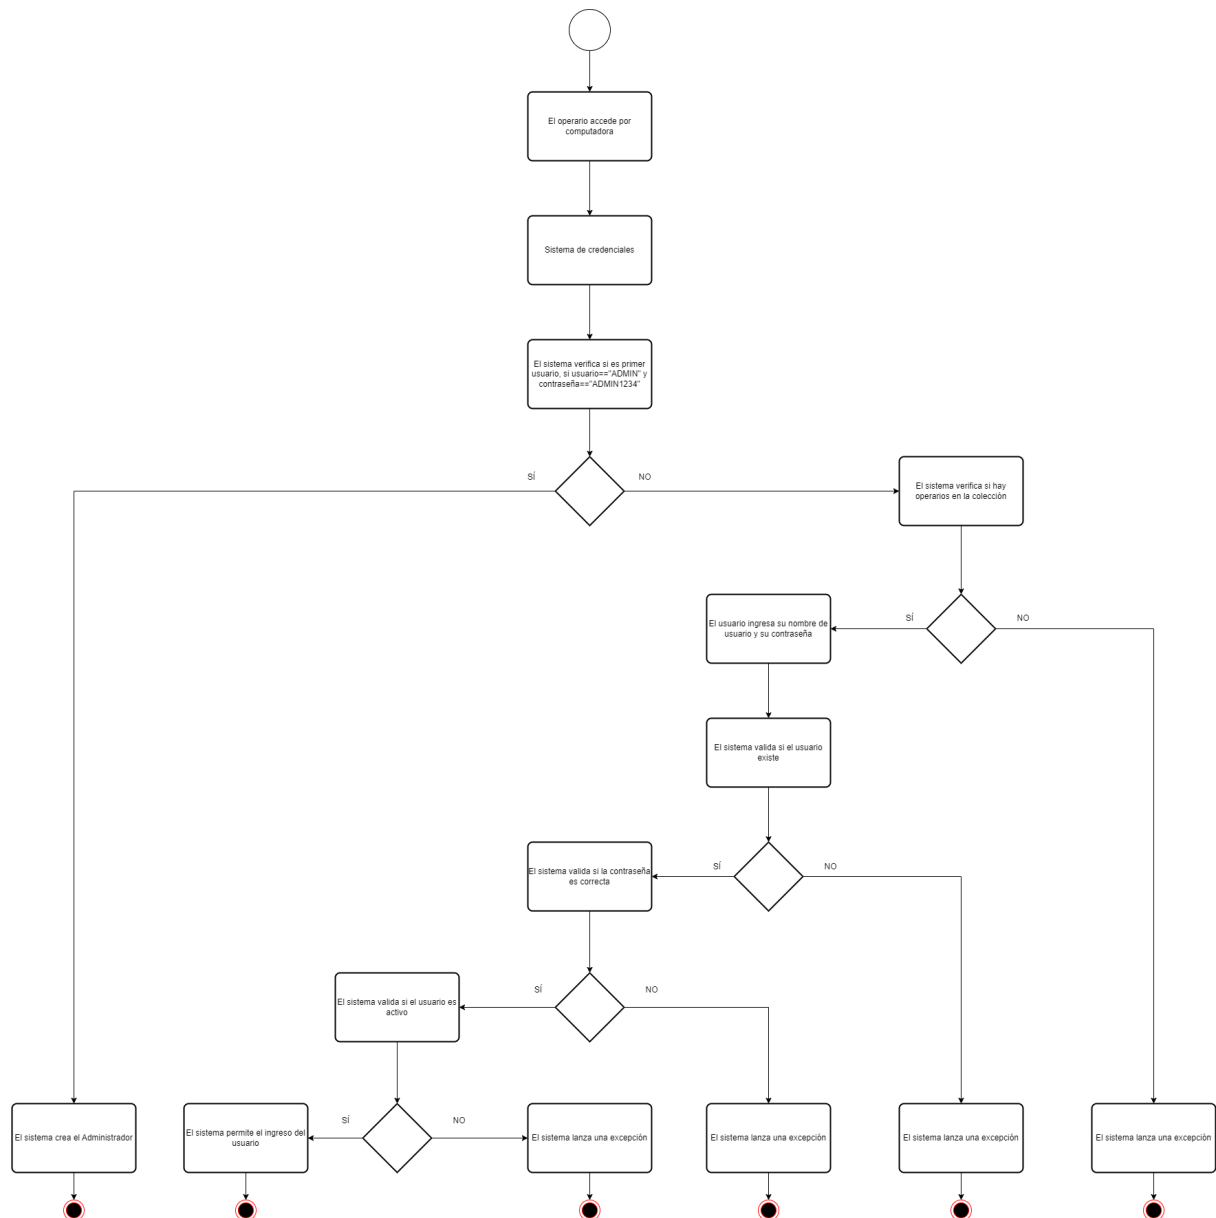 El operario accede por
computadora
Sistema de credenciales
El sistema verifica si es primer
usuario, si usuario=="ADMIN" y
contraseña=="ADMIN1234"
SÍ
NO
El sistema verifica si hay
operarios en la colección
SÍ
NO
El usuario ingresa su nombre de
usuario y su contraseña
El sistema valida si el usuario
existe
SÍ
NO
El sistema valida si la contraseña
es correcta
SÍ
NO
El sistema valida si el usuario es
activo
SÍ
NO
El sistema crea el Administrador
El sistema permite el ingreso del
usuario
El sistema lanza una excepción
El sistema lanza una excepción
El sistema lanza una excepción
El sistema lanza una excepción